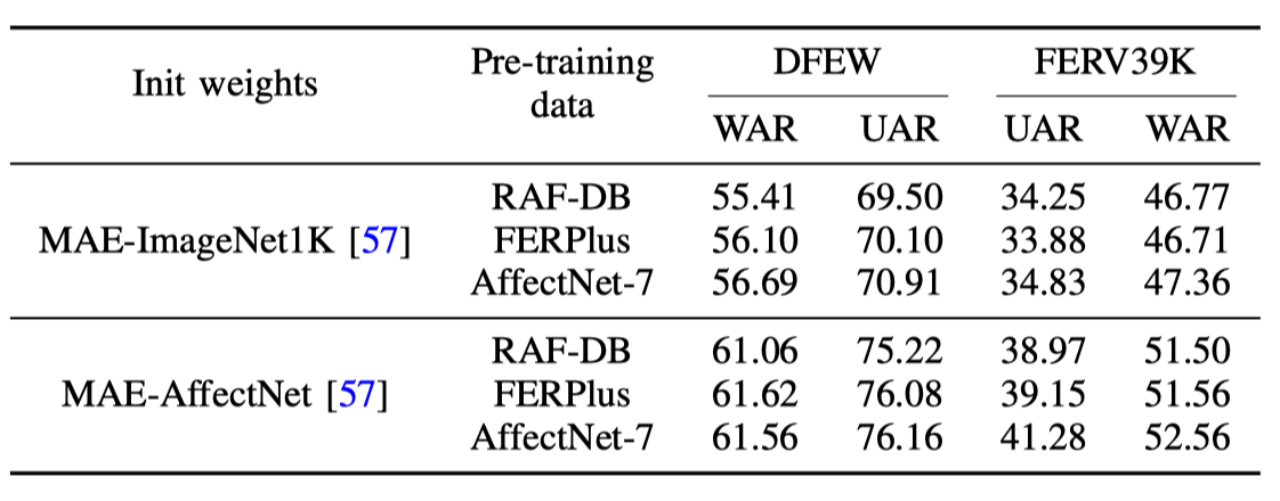 Init weights Pre-training data DFEW FERV39K
WAR UAR UAR WAR
MAE-ImageNet1K [57] RAF-DB 55.41 69.50 34.25 46.77
FERPlus 56.10 70.10 33.88 46.71
AffectNet-7 56.69 70.91 34.83 47.36
MAE-AffectNet [57] RAF-DB 61.06 75.22 38.97 51.50
FERPlus 61.62 76.08 39.15 51.56
AffectNet-7 61.56 76.16 41.28 52.56